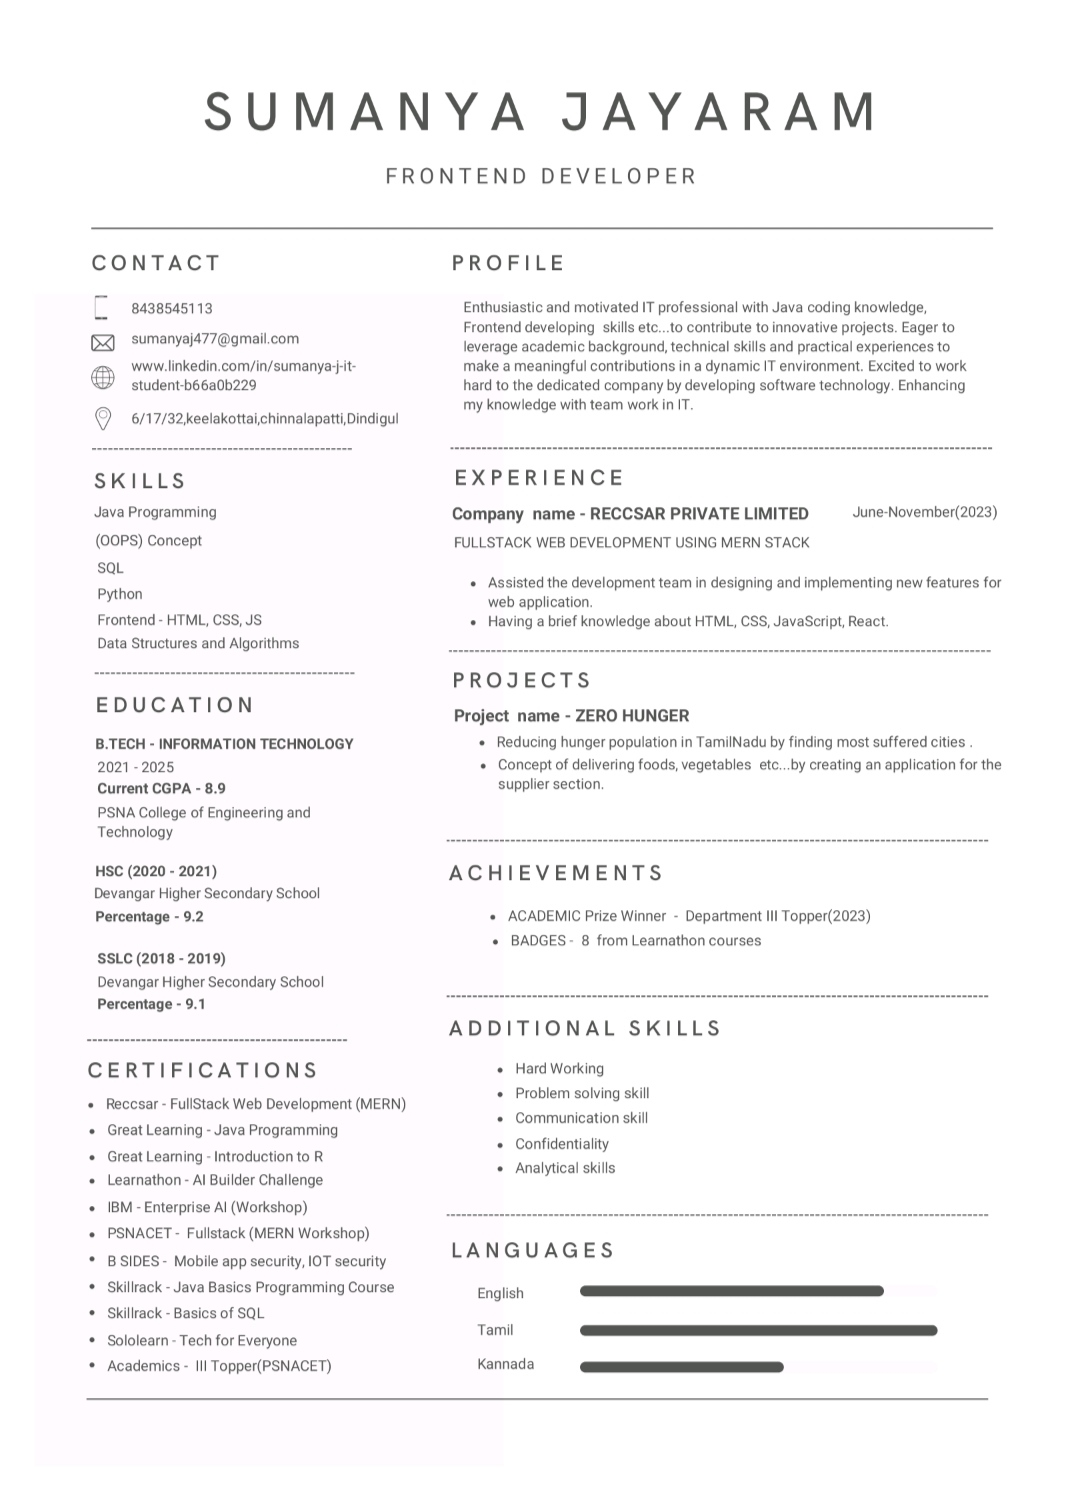 SUMANYA JAYARAM
FRONTEND DEVELOPER
CONTACT
8438545113
sumanyaj477@gmail.com
www.linkedin.com/in/sumanya-j-it-
student-b66a0b229
6/17/32,keelakottai,chinnalapatti,Dindigul
SKILLS
Java Programming
(OOPS) Concept
SQL
Python
Frontend - HTML, CSS, JS
Data Structures and Algorithms
EDUCATION
B.TECH - INFORMATION TECHNOLOGY
2021 - 2025
Current CGPA - 8.9
PSNA College of Engineering and
Technology
HSC (2020 - 2021)
Devangar Higher Secondary School
Percentage - 9.2
SSLC (2018 - 2019)
Devangar Higher Secondary School
Percentage - 9.1
CERTIFICATIONS
• Reccsar - FullStack Web Development (MERN)
• Great Learning - Java Programming
• Great Learning - Introduction to R
• Learnathon - AI Builder Challenge
• IBM - Enterprise AI (Workshop)
• PSNACET - Fullstack (MERN Workshop)
• B SIDES - Mobile app security, IOT security
• Skillrack - Java Basics Programming Course
• Skillrack - Basics of SQL
• Sololearn - Tech for Everyone
• Academics - III Topper(PSNACET)
PROFILE
Enthusiastic and motivated IT professional with Java coding knowledge,
Frontend developing skills etc...to contribute to innovative projects. Eager to
leverage academic background, technical skills and practical experiences to
make a meaningful contributions in a dynamic IT environment. Excited to work
hard to the dedicated company by developing software technology. Enhancing
my knowledge with team work in IT.
EXPERIENCE
Company name - RECCSAR PRIVATE LIMITED June-November(2023)
FULLSTACK WEB DEVELOPMENT USING MERN STACK
• Assisted the development team in designing and implementing new features for
web application.
• Having a brief knowledge about HTML, CSS, JavaScript, React.
PROJECTS
Project name - ZERO HUNGER
• Reducing hunger population in TamilNadu by finding most suffered cities .
• Concept of delivering foods, vegetables etc...by creating an application for the
supplier section.
ACHIEVEMENTS
• ACADEMIC Prize Winner - Department III Topper(2023)
• BADGES - 8 from Learnathon courses
ADDITIONAL SKILLS
• Hard Working
• Problem solving skill
• Communication skill
• Confidentiality
• Analytical skills
LANGUAGES
English
Tamil
Kannada